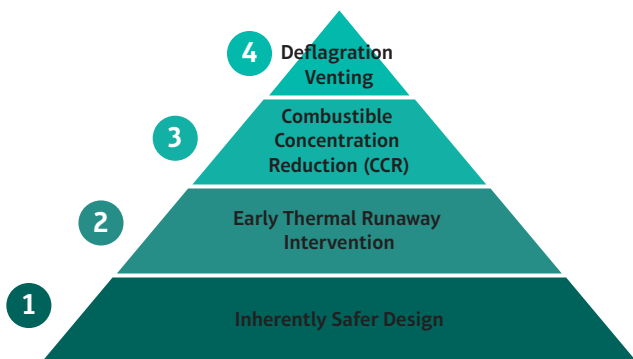 4
Deflagration
Venting
3
Combustible
Concentration
Reduction (CCR)
2
Early Thermal Runaway
Intervention
1
Inherently Safer Design